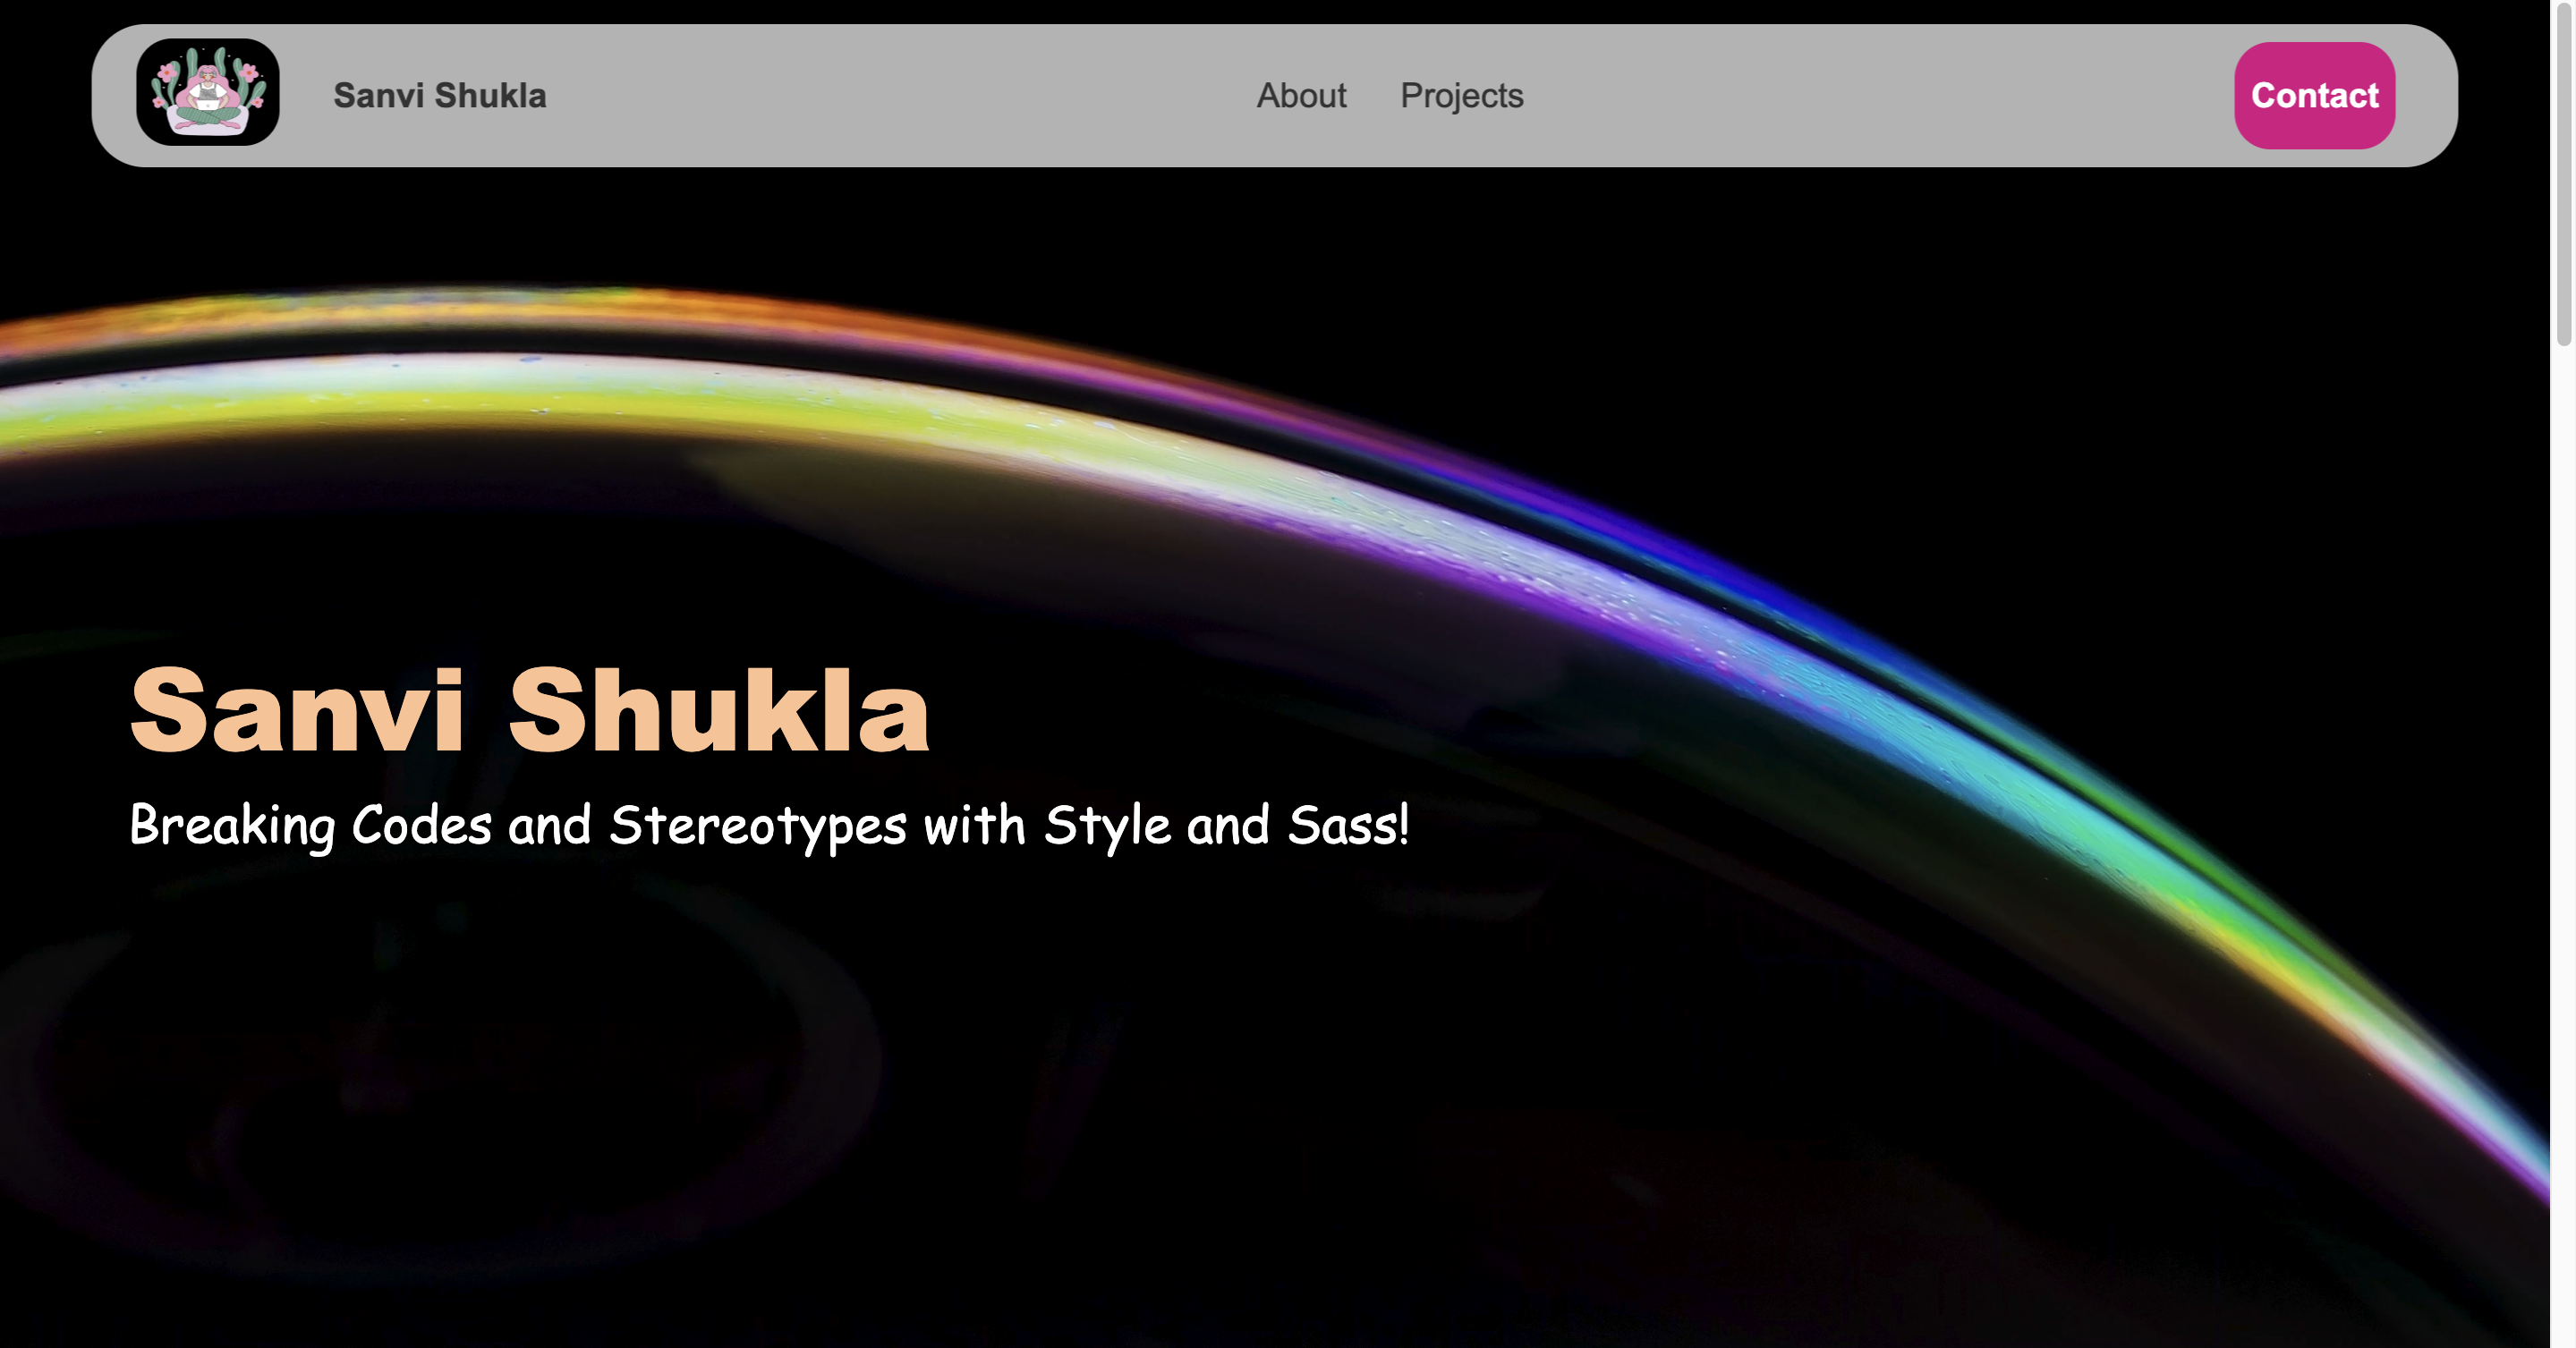 Sanvi Shukla
About
Projects
Contact
Sanvi Shukla
Breaking Codes and Stereotypes with Style and Sass!